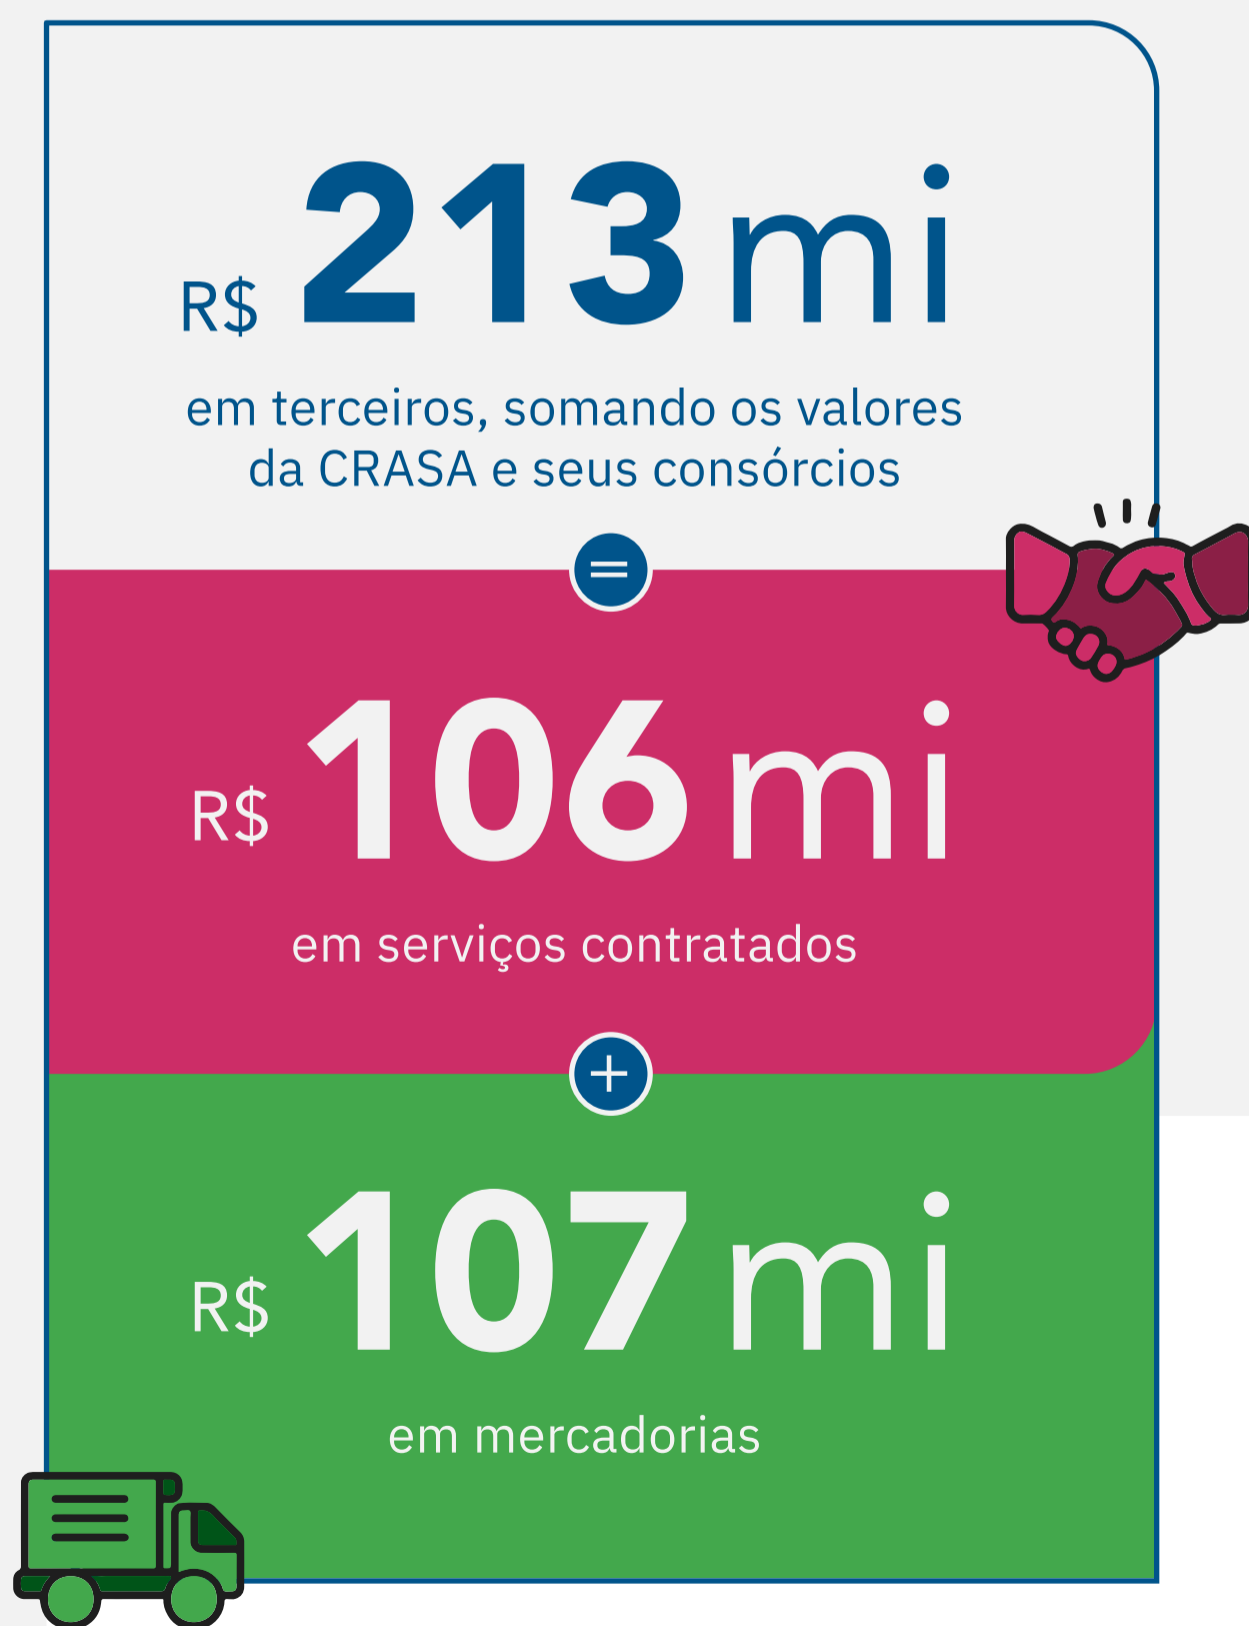 R$ 213 mi
em terceiros, somando os valores
da CRASA e seus consórcios
=
R$ 106 mi
em serviços contratados
+
R$ 107 mi
em mercadorias